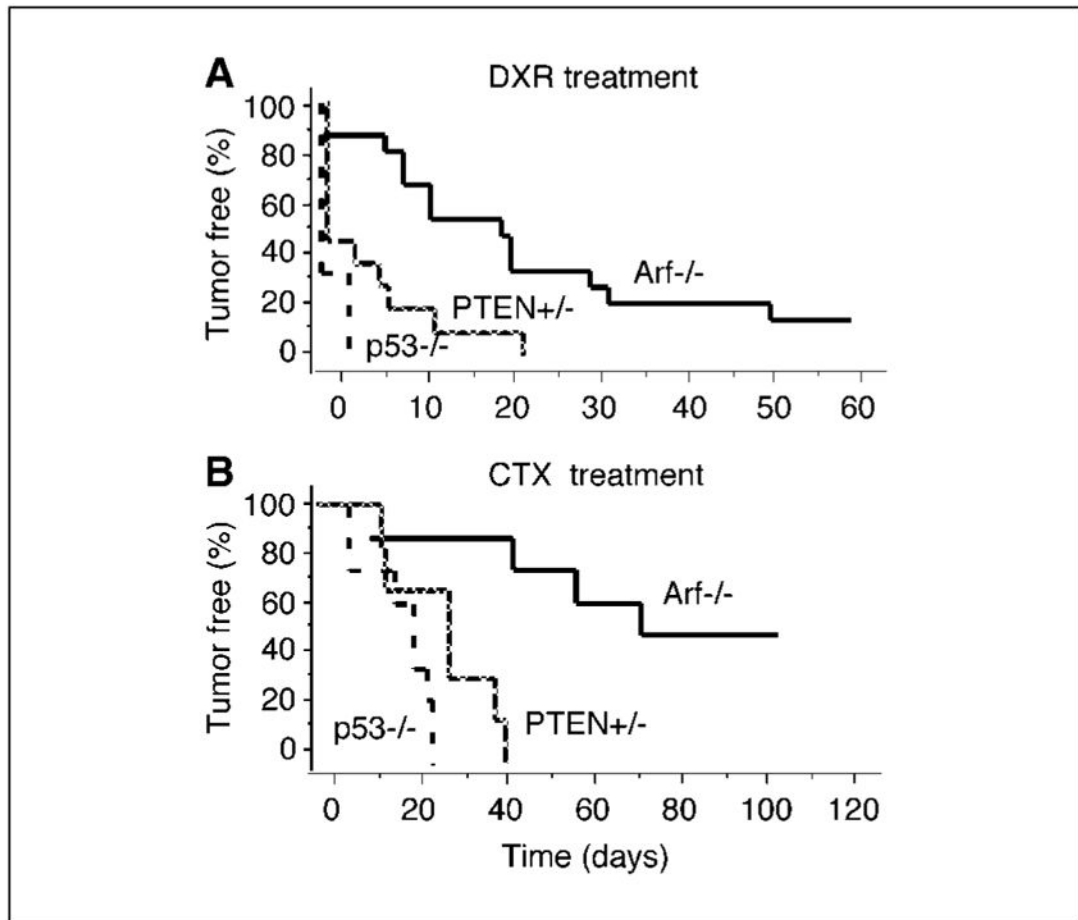 A
DXR treatment
Tumor free (%)
100
80
60
40
20
0
Arf-/-
PTEN+/-
p53-/-
0 10 20 30 40 50 60
B
CTX treatment
Tumor free (%)
100
80
60
40
20
0
Arf-/-
p53-/-
PTEN+/-
0 20 40 60 80 100 120
Time (days)